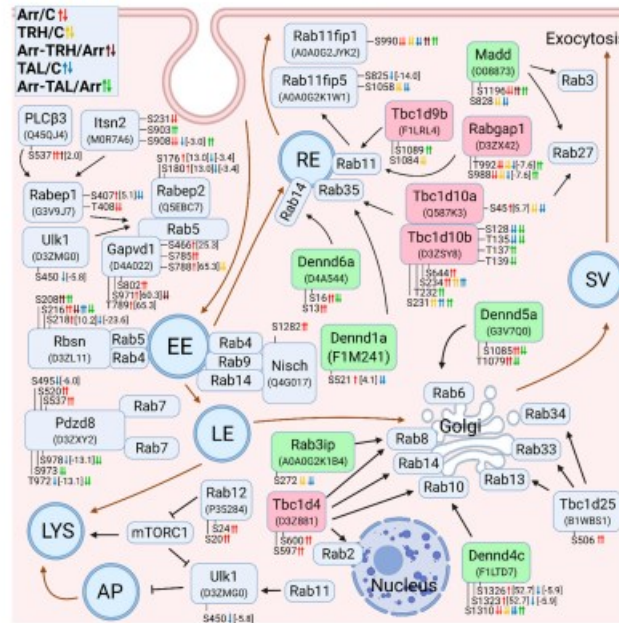 Arr/C ↑↓
TRH/C ↑↓
Arr-TRH/Arr ↑↓
TAL/C ↑↓
Arr-TAL/Arr ↑↓
Exocytosis
PLCβ3
(Q45QJ4)
S537
[2.0]
Itsn2
(M0R7A6)
S231
S903
S908
[-3.0]
Rabep1
(G3V9J7)
S407
[5.1]
T408
S176
[13.0]
[-3.4]
S180
[13.0]
[-3.4]
Rabep2
(Q5EBC7)
Rab5
Ulk1
(D3ZMG0)
S450
[-5.8]
Gapvd1
(D4A022)
S466
[25.3]
S785
S788
[65.3]
S802
S971
[60.3]
T789
[65.3]
S208
S216
S218
[10.2]
[-23.6]
Rbsn
(D3ZL11)
Rab5
Rab4
EE
Rab4
Rab9
Rab14
S1282
Nisch
(Q4G017)
S495
[-6.0]
S520
S537
Pdzd8
(D3ZXY2)
Rab7
Rab7
S978
[-13.1]
S973
T972
[-13.1]
LE
LYS
AP
mTORC1
Rab12
(P35284)
S24
S20
Ulk1
(D3ZMG0)
S450
[-5.8]
Rab11
Rab11fip1
(A0A0G2JYK2)
S990
Rab11fip5
(A0A0G2K1W1)
S825
[-14.0]
S1058
RE
Rab11
Rab14
Rab35
Tbc1d9b
(F1LRL4)
S1089
S1084
Madd
(O08873)
S1196
S828
Rab3
Rab27
Rabgap1
(D3ZX42)
T992
[-7.6]
S988
[-7.6]
Tbc1d10a
(Q587K3)
S45
[5.7]
Tbc1d10b
(D3ZSY8)
S128
T135
T137
T139
S644
S234
T232
S231
Dennd6a
(D4A544)
S16
S13
Dennd1a
(F1M241)
S521
[4.1]
Dennd5a
(G3V7Q0)
S1085
T1079
SV
Rab6
Golgi
Rab8
Rab14
Rab10
Rab34
Rab33
Rab13
Rab3ip
(A0A0G2K1B4)
S272
Tbc1d4
(D3ZB81)
S600
S597
Rab2
Nucleus
Tbc1d25
(B1WBS1)
S506
Dennd4c
(F1LTD7)
S1326
[52.7]
[-5.9]
S1323
[52.7]
[-5.9]
S1310